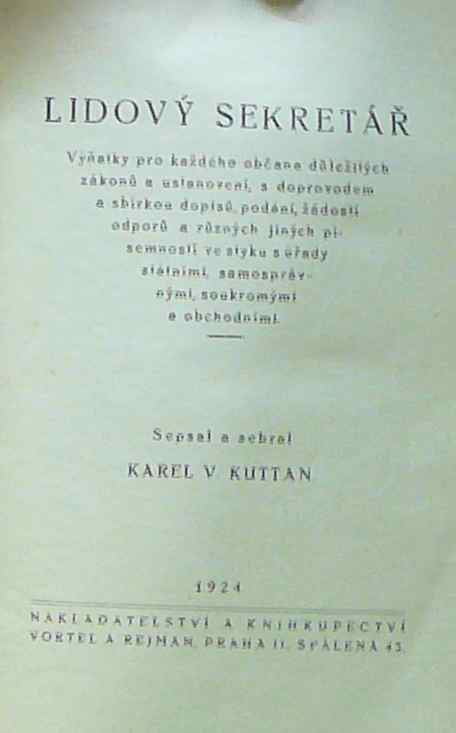 LIDOVÝ SEKRETÁŘ
Výňatky pro každého občana důležitých
zákonů a ustanovení, s doprovodem
a sbírkou dopisů, podání, žádostí
odporů a různých jiných pí-
semností ve styku s úřady
státními, samospráv-
nými, soukromými
a obchodními.
Sepsal a sebral
KAREL V. KUTTAN
1924
NAKLADATELSTVÍ A KNIHKUPECTVÍ
VORTEL A REJMAN, PRAHA II., SPÁLENÁ 43.